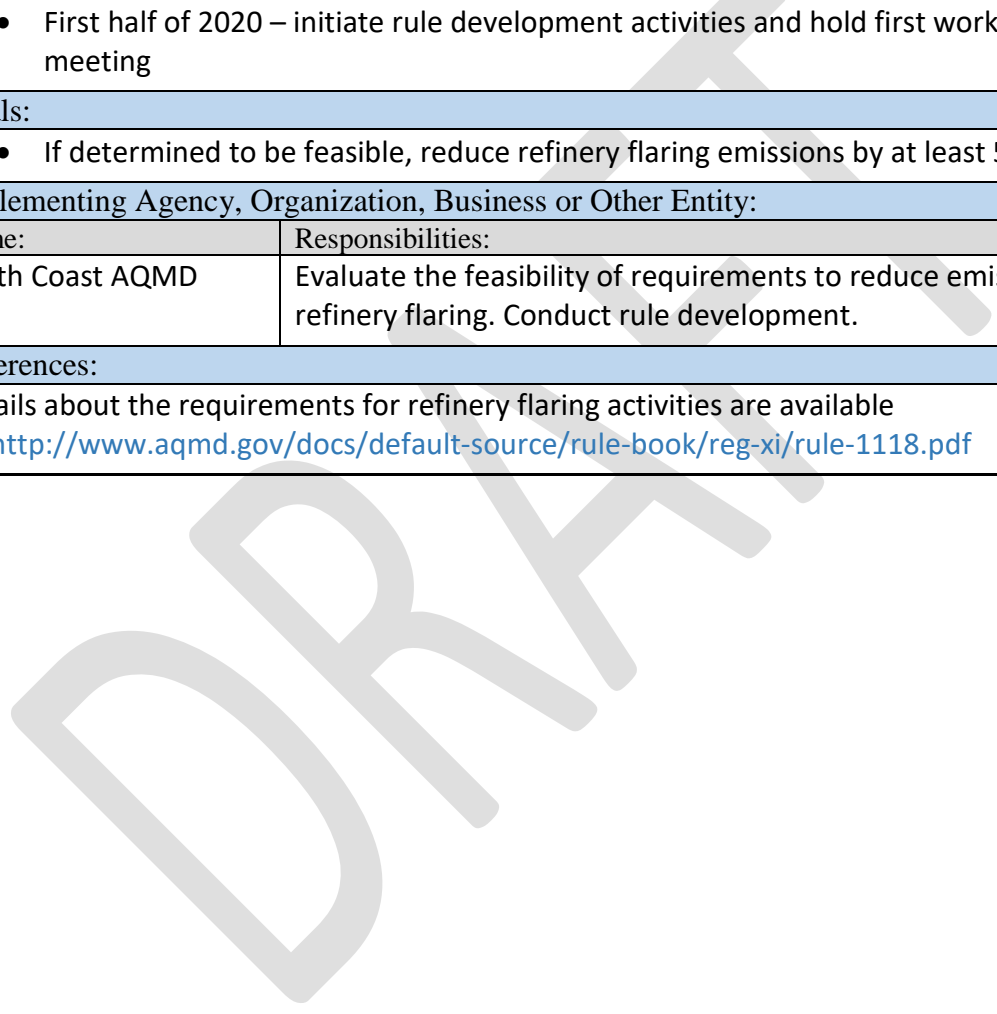 • First half of 2020 – initiate rule development activities and hold first work
meeting
ls:
• If determined to be feasible, reduce refinery flaring emissions by at least 5
lementing Agency, Organization, Business or Other Entity:
e: Responsibilities:
th Coast AQMD Evaluate the feasibility of requirements to reduce emis
refinery flaring. Conduct rule development.
erences:
ails about the requirements for refinery flaring activities are available
http://www.aqmd.gov/docs/default-source/rule-book/reg-xi/rule-1118.pdf
DRAFT